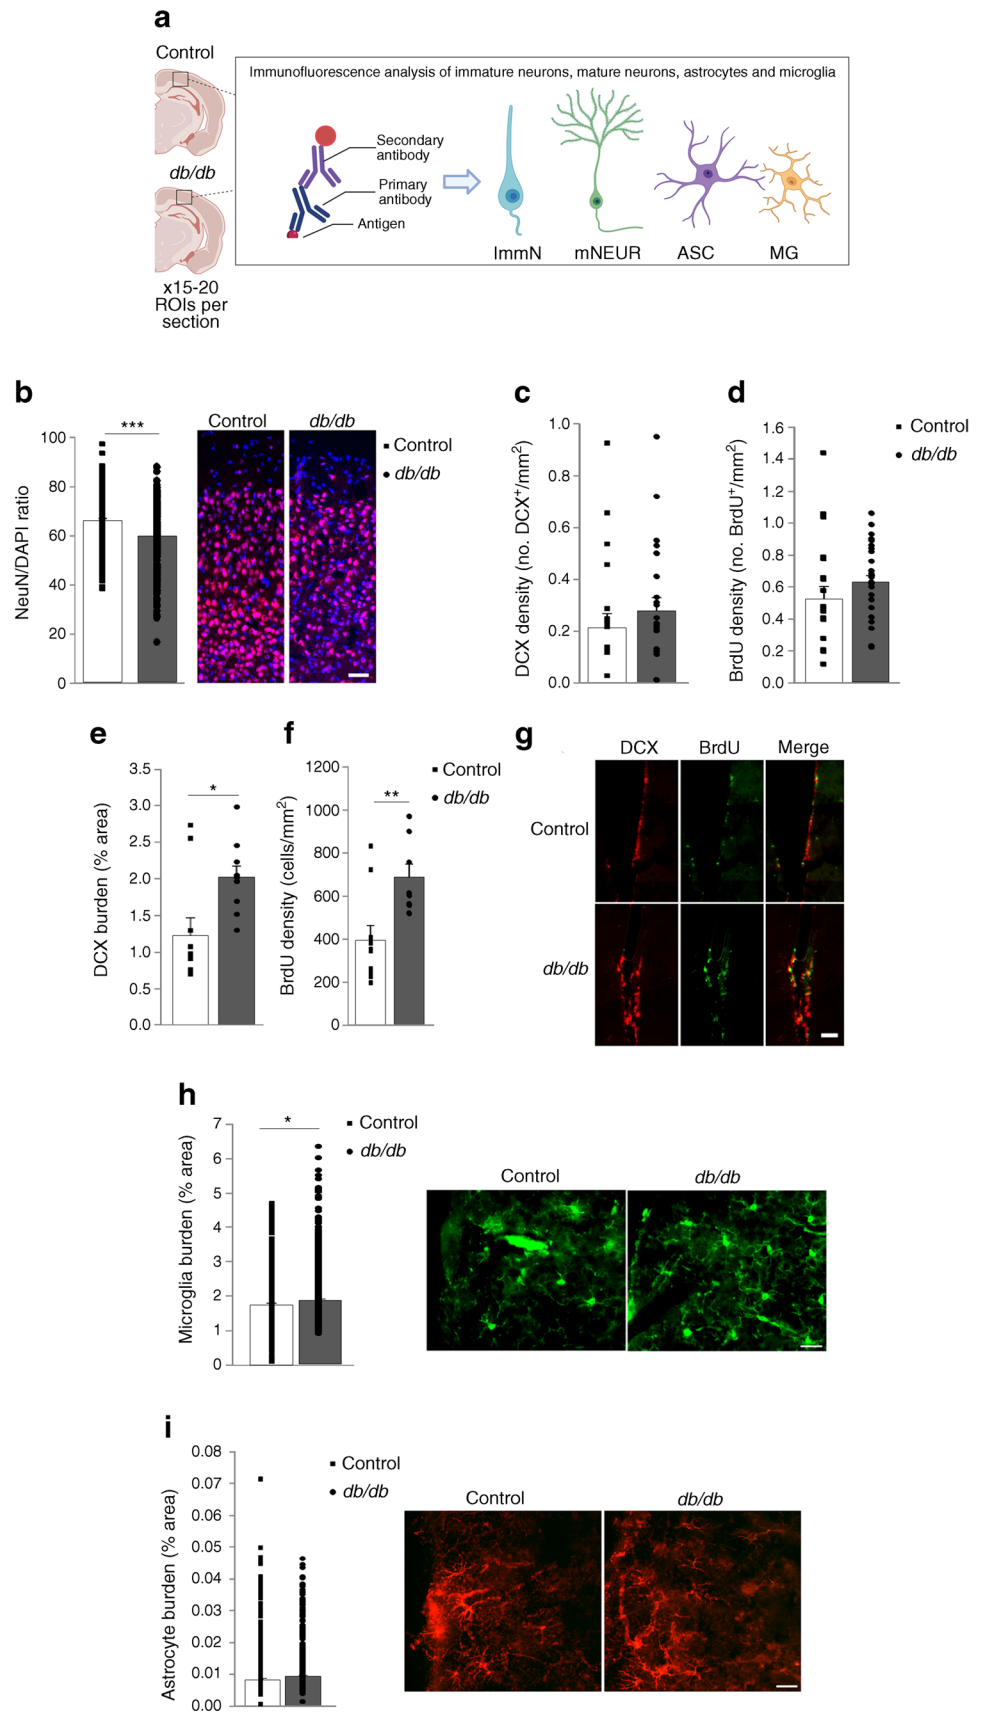 a
Control
db/db
x15-20
ROIs per
section
Immunofluorescence analysis of immature neurons, mature neurons, astrocytes and microglia
Secondary
antibody
Primary
antibody
Antigen
ImmN
mNEUR
ASC
MG
b
NeuN/DAPI ratio
100
80
60
40
20
0
***
Control
db/db
Control
db/db
c
DCX density (no. DCX+/mm2)
1.0
0.8
0.6
0.4
0.2
0.0
d
BrdU density (no. BrdU+/mm2)
1.6
1.4
1.2
1.0
0.8
0.6
0.4
0.2
0.0
Control
db/db
e
DCX burden (% area)
3.5
3.0
2.5
2.0
1.5
1.0
0.5
0.0
*
f
BrdU density (cells/mm2)
1200
1000
800
600
400
200
0
**
Control
db/db
g
DCX
BrdU
Merge
Control
db/db
h
Microglia burden (% area)
7
6
5
4
3
2
1
0
*
Control
db/db
Control
db/db
i
Astrocyte burden (% area)
0.08
0.07
0.06
0.05
0.04
0.03
0.02
0.01
0.00
Control
db/db
Control
db/db